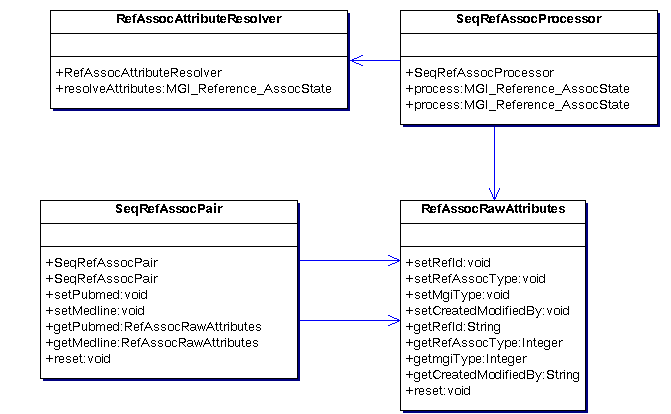 RefAssocAttributeResolver
+RefAssocAttributeResolver
+resolveAttributes:MGI_Reference_AssocState
SeqRefAssocProcessor
+SeqRefAssocProcessor
+process:MGI_Reference_AssocState
+process:MGI_Reference_AssocState
SeqRefAssocPair
+SeqRefAssocPair
+SeqRefAssocPair
+setPubmed:void
+setMedline:void
+getPubmed:RefAssocRawAttributes
+getMedline:RefAssocRawAttributes
+reset:void
RefAssocRawAttributes
+setRefId:void
+setRefAssocType:void
+setMgiType:void
+setCreatedModifiedBy:void
+getRefId:String
+getRefAssocType:Integer
+getmgiType:Integer
+getCreatedModifiedBy:String
+reset:void